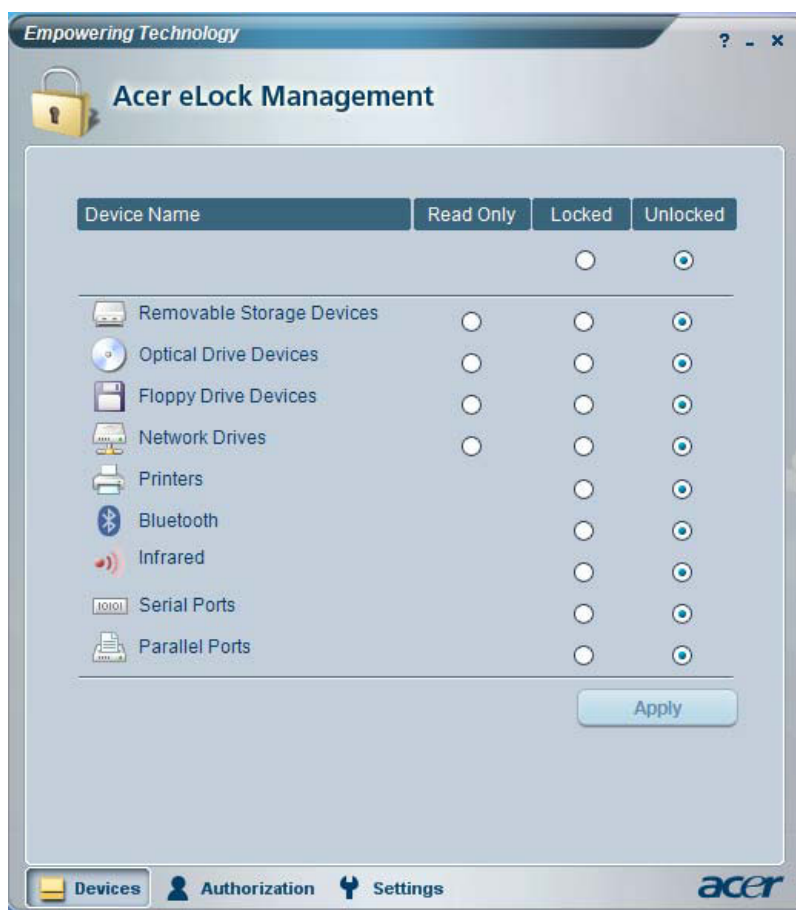 Empowering Technology
? - ×
Acer eLock Management
Device Name Read Only Locked Unlocked
Removable Storage Devices
Optical Drive Devices
Floppy Drive Devices
Network Drives
Printers
Bluetooth
Infrared
10101 Serial Ports
Parallel Ports
Apply
Devices Authorization Settings acer